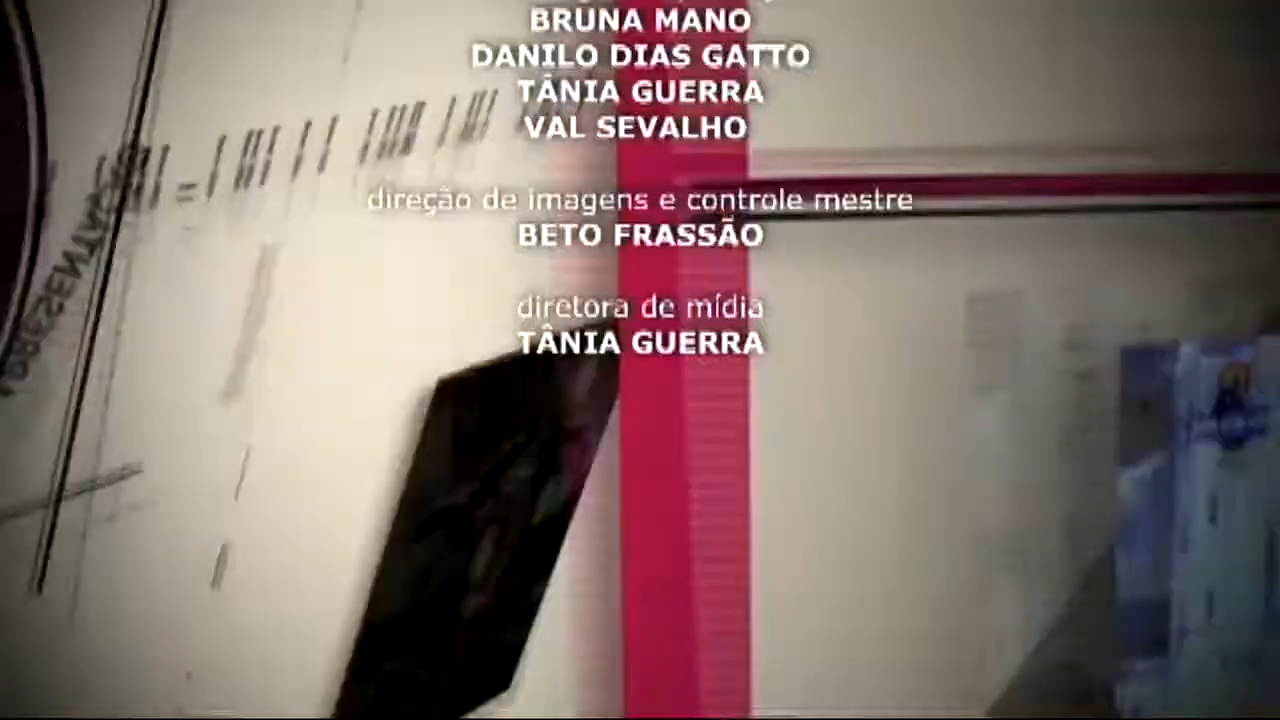 BRUNA MANO
DANILO DIAS GATTO
TÂNIA GUERRA
VAL SEVALHO
direção de imagens e controle mestre
BETO FRASSÃO
diretora de mídia
TÂNIA GUERRA